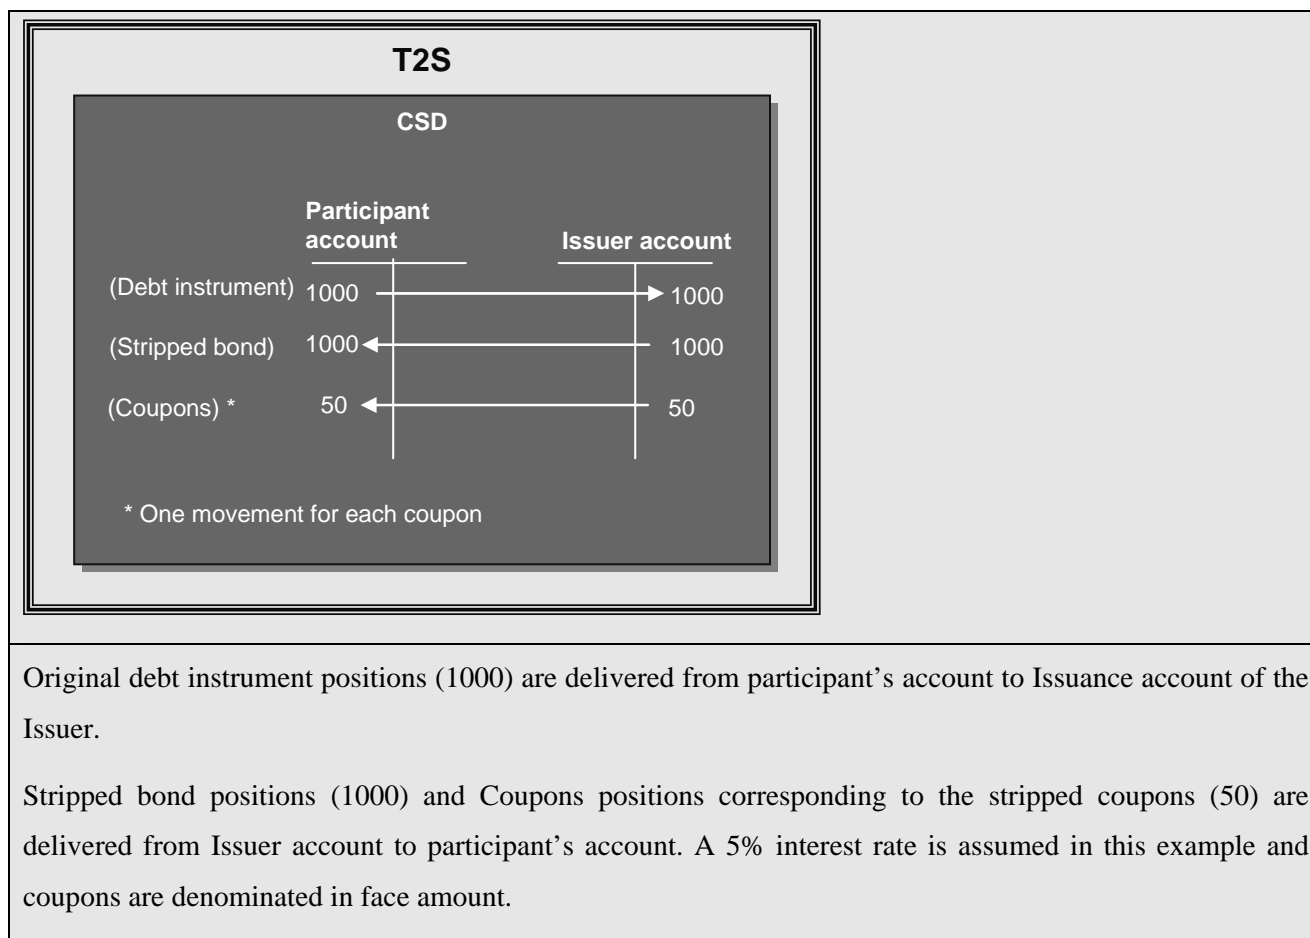 T2S
CSD
Participant
account
Issuer account
(Debt instrument) 1000 1000
(Stripped bond) 1000 1000
(Coupons) * 50 50
* One movement for each coupon
Original debt instrument positions (1000) are delivered from participant’s account to Issuance account of the
Issuer.
Stripped bond positions (1000) and Coupons positions corresponding to the stripped coupons (50) are
delivered from Issuer account to participant’s account. A 5% interest rate is assumed in this example and
coupons are denominated in face amount.